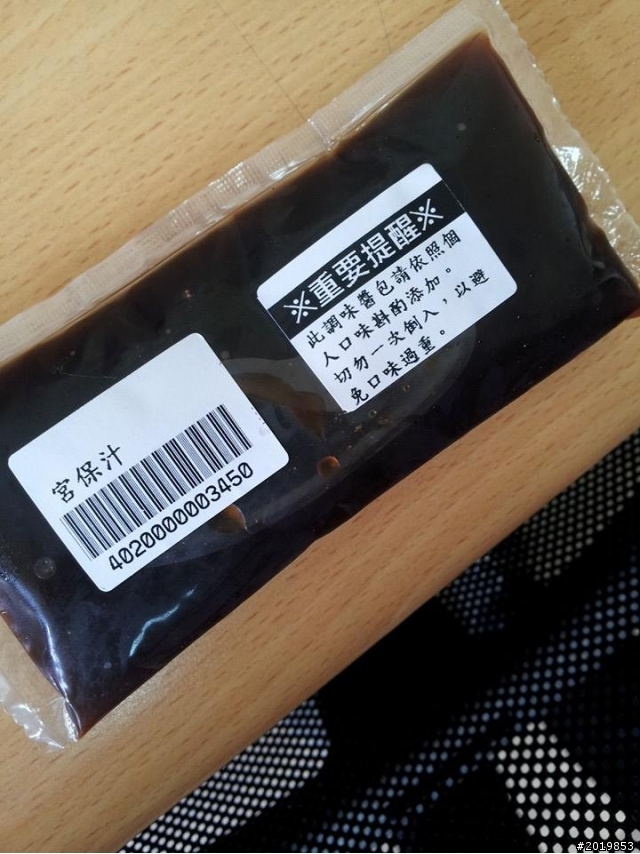 ※重要提醒※
此調味醬包請依照個
人口味斟酌添加。
切勿一次倒入，以避
免口味過重。
宮保汁
4020000003450
#2019853